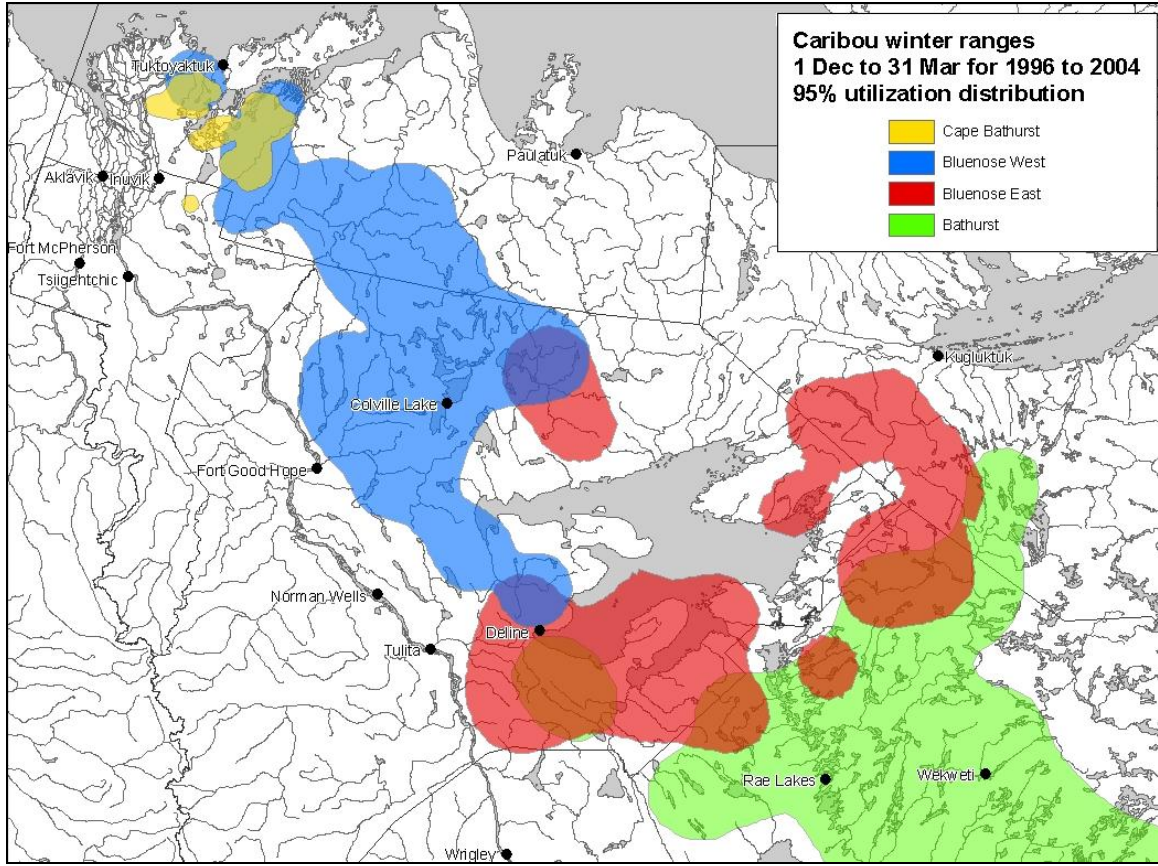 Caribou winter ranges
1 Dec to 31 Mar for 1996 to 2004
95% utilization distribution
Cape Bathurst
Bluenose West
Bluenose East
Bathurst
Tuktoyaktuk
Paulatuk
Aklavik
Inuvik
Fort McPherson
Tsiigehtchic
Kugluktuk
Colville Lake
Fort Good Hope
Norman Wells
Deline
Tulita
Rae Lakes
Wekweti
Wrigley